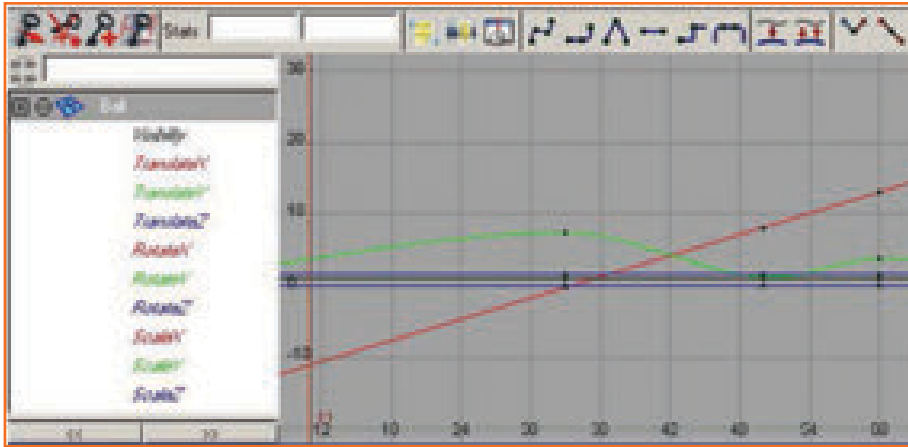 Stats
Ball
Visibility
TranslateX
TranslateY
TranslateZ
RotateX
RotateY
RotateZ
ScaleX
ScaleY
ScaleZ
30
20
10
0
-10
12 18 24 30 36 42 48 54 60